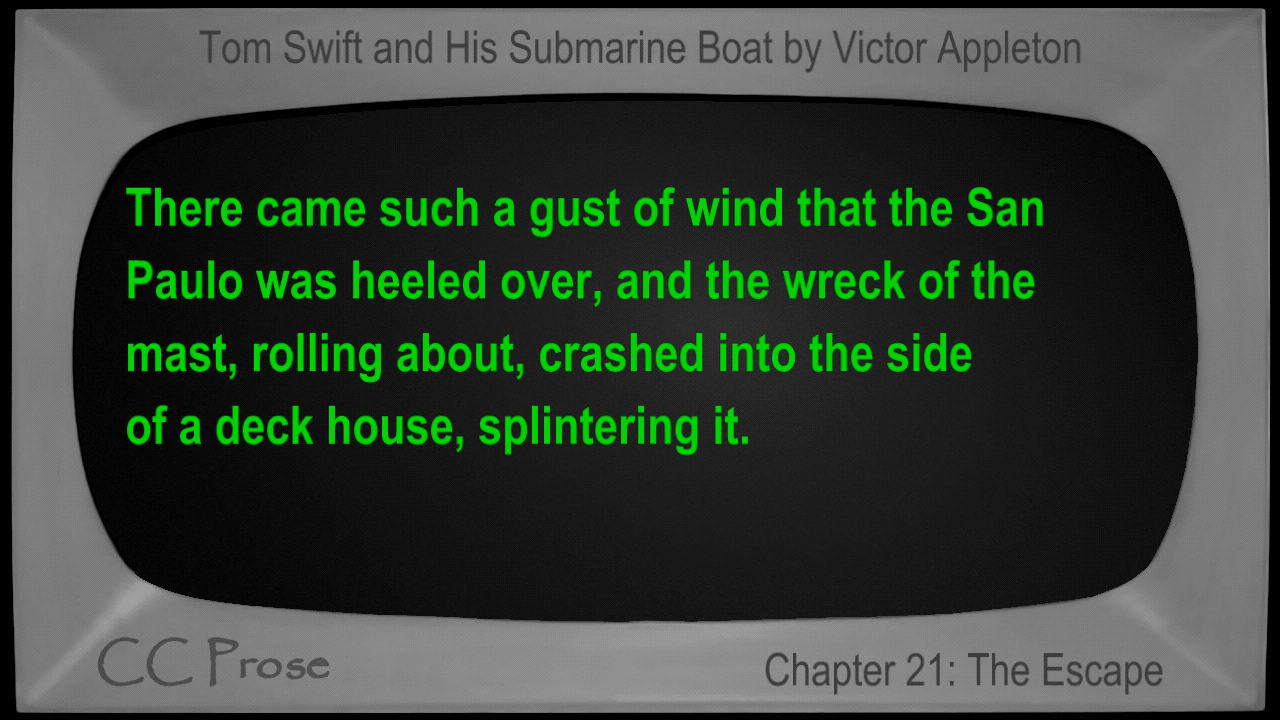 Tom Swift and His Submarine Boat by Victor Appleton
There came such a gust of wind that the San
Paulo was heeled over, and the wreck of the
mast, rolling about, crashed into the side
of a deck house, splintering it.
CC Prose
Chapter 21: The Escape